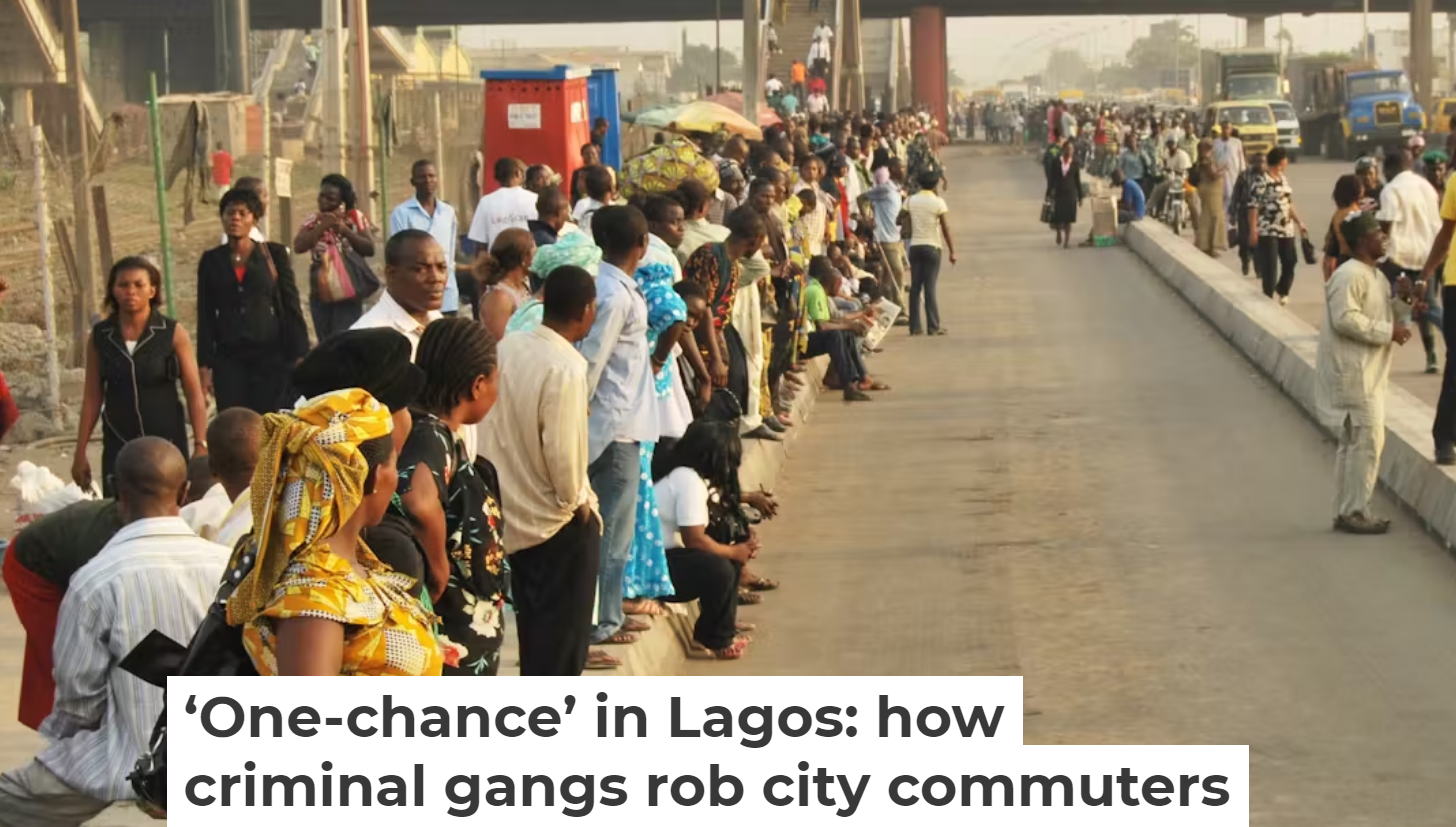 ‘One-chance’ in Lagos: how
criminal gangs rob city commuters